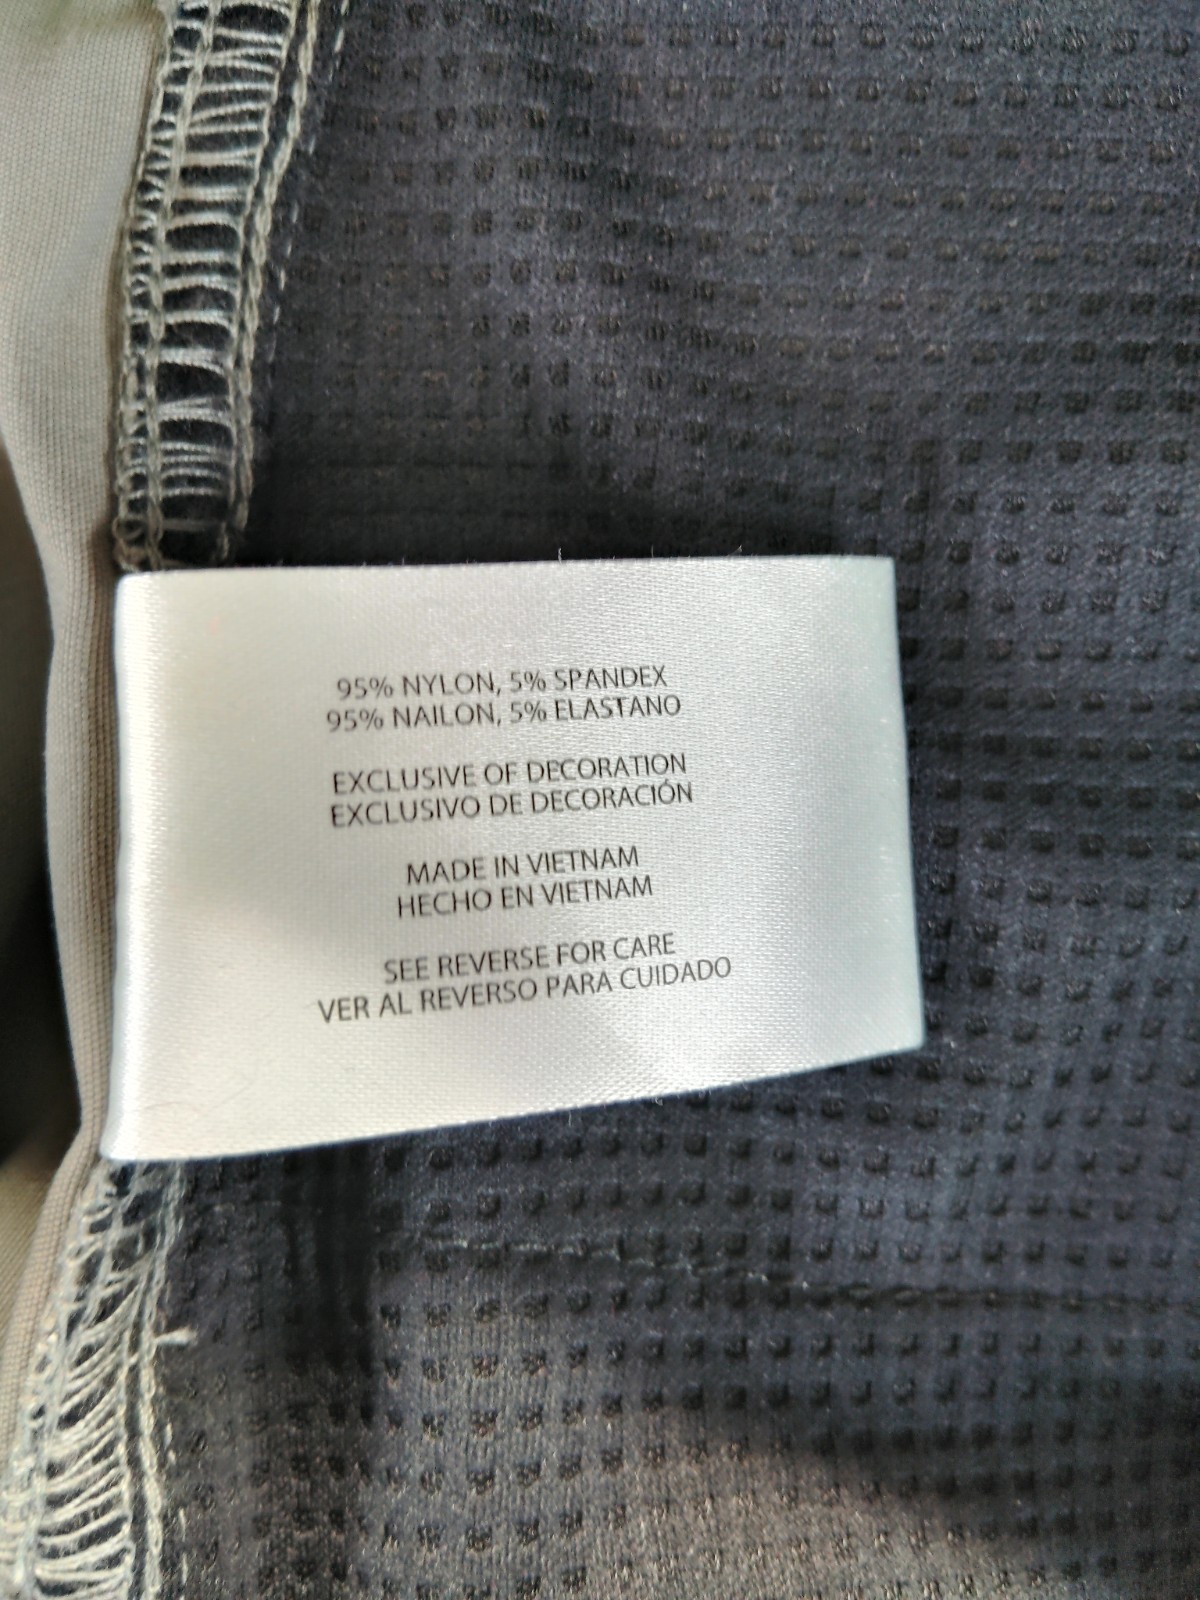 95% NYLON, 5% SPANDEX
95% NAILON, 5% ELASTANO
EXCLUSIVE OF DECORATION
EXCLUSIVO DE DECORACIÓN
MADE IN VIETNAM
HECHO EN VIETNAM
SEE REVERSE FOR CARE
VER AL REVERSO PARA CUIDADO